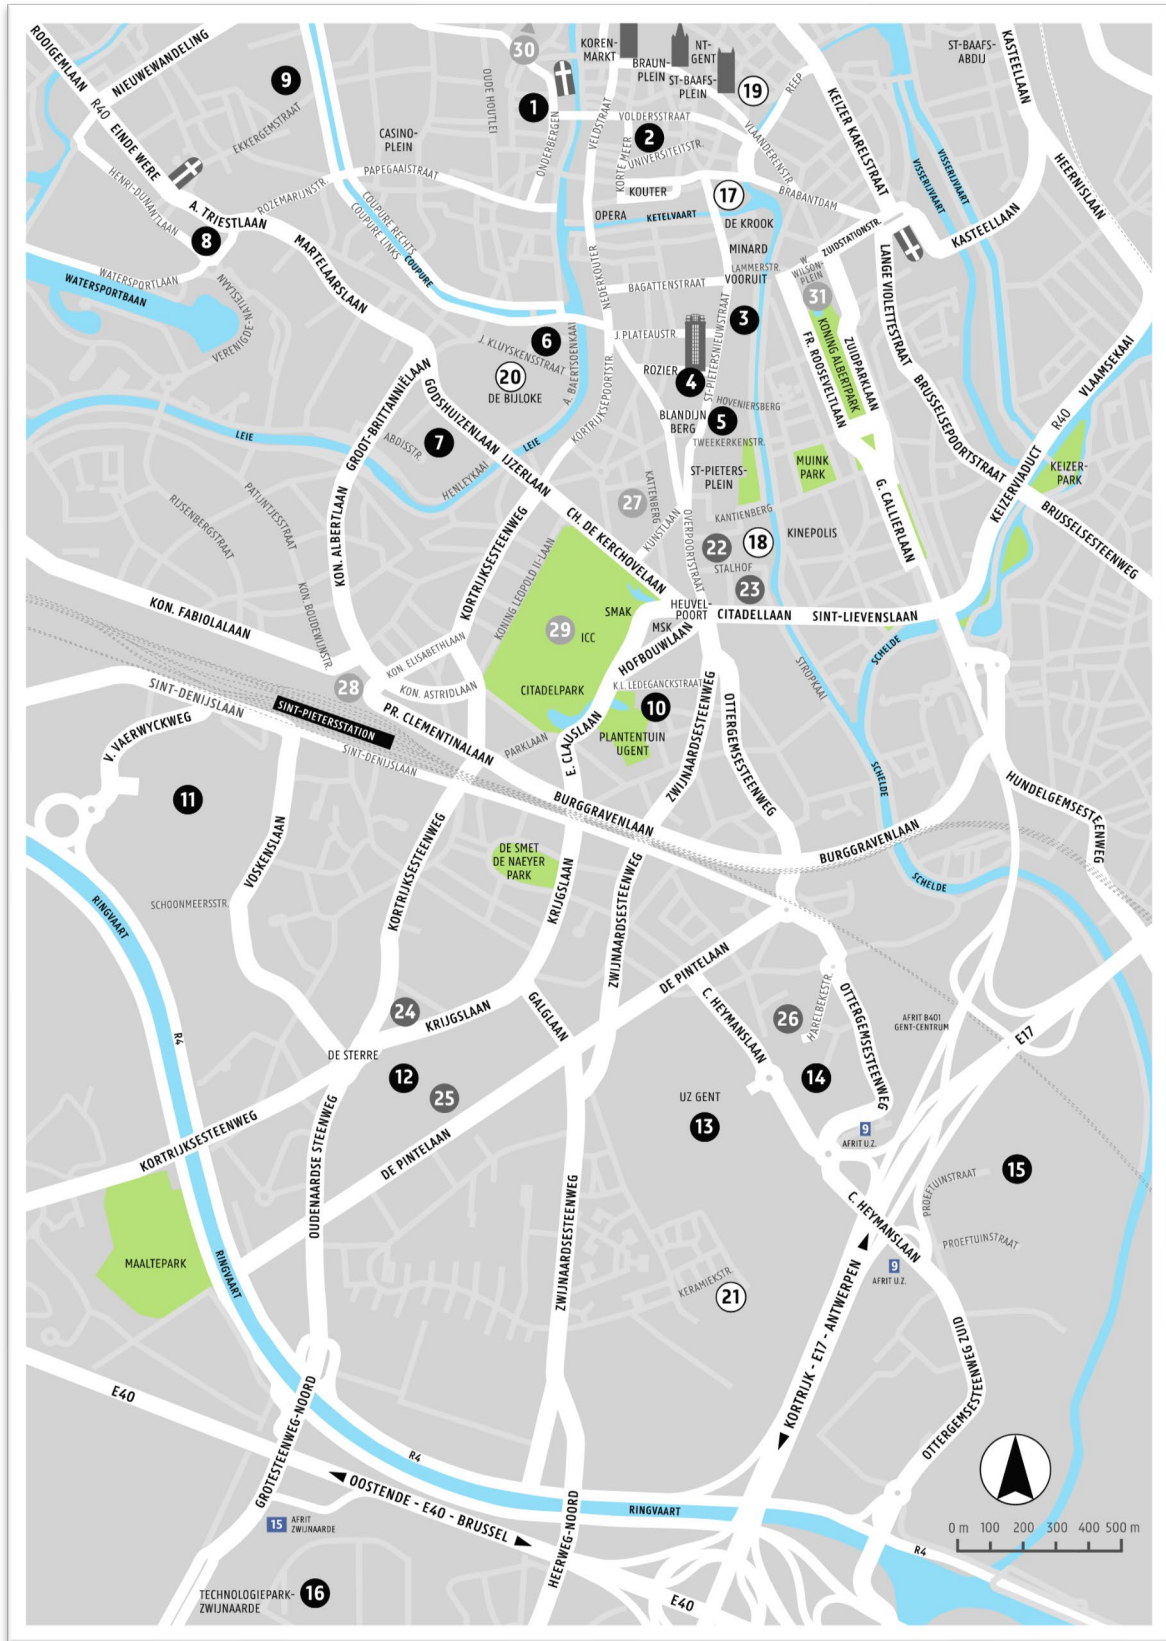 ROOIGEMLAAN
NIEUWEWANDELING
R40
EINDE WERE
9
EKKERGEMSTRAAT
CASINO-
PLEIN
OUDE HOUTLEI
30
1
KOREN-
MARKT
BRAUN-
PLEIN
NT-
GENT
ST-BAAFS-
PLEIN
19
REEP
ST-BAAFS-
ABDIJ
KASTEELLAAN
KEIZER KARELSTRAAT
VOLDERSSTRAAT
2
UNIVERSITEITSTR.
KORTE MEER
VELDSTRAAT
ONDERBERGEN
VLAANDERENSTR.
VISSERIJVAART
VISSERIJVAART
HEERNISLAAN
HENRI-DUNANTLAAN
A. TRIESTLAAN
ROZEMARIJNSTR.
PAPEGAAISTRAAT
KOUTER
17
BRABANTDAM
OPERA
KETELVAART
DE KROOK
ZUIDSTATIONSTR.
KASTEELLAAN
8
MARTELAARSLAAN
COUPURE RECHTS
COUPURE LINKS
COUPURE
MINARD
W.
WILSON-
PLEIN
LANGE VIOLETTESTRAAT
WATERSPORTLAAN
WATERSPORTBAAN
VERENIGDE-NATIESLAAN
NEDERKOUTER
LAMMERSTR.
VOORUIT
BAGATTENSTRAAT
31
KONING ALBERTPARK
ZUIDPARKLAAN
FR. ROOSEVELTLAAN
3
ST-PIETERSNIEUWSTRAAT
J. PLATEAUSTR
6
J. KLUYSKENSSTRAAT
20
DE BIJLOKE
A. BAERTSOENKAAI
ROZIER
4
VLAAMSEKAAI
R40
GROOT-BRITTANNIËLAAN
GODSHUIZENLAAN
KORTRIJKSEPOORTSTR.
BLANDIJN
BERG
5
HOVENIERSBERG
TWEEKERKENSTR.
BRUSSELSEPOORTSTRAAT
LEIE
ABDISSTR.
7
LEIE
HENLEYKAAI
IJZERLAAN
ST-PIETERS-
PLEIN
MUINK
PARK
G. CALLIERLAAN
KEIZERVIADUCT
KEIZER-
PARK
BRUSSELSESTEENWEG
RIJSENBERGSTRAAT
PATIJNTJESSTRAAT
KON. ALBERTLAAN
KORTRIJKSESTEENWEG
KONING LEOPOLD II-LAAN
CH. DE KERCHOVELAAN
27
KATTENBERG
KUNSTLAAN
OVERPOORTSTRAAT
KANTIENBERG
22
STALHOF
18
KINEPOLIS
23
KON. FABIOLALAAN
KON. BOUDEWIJNSTR.
SMAK
29
ICC
HEUVEL-
POORT
MSK
CITADELLAAN
SINT-LIEVENSLAAN
SCHELDE
KON. ELISABETHLAAN
KON. ASTRIDLAAN
28
HOFBOUWLAAN
K.L. LEDEGANCKSTRAAT
CITADELPARK
10
PLANTENTUIN
UGENT
STROPKAAI
SINT-DENIJSLAAN
SINT-PIETERSSTATION
PR. CLEMENTINALAAN
PARKLAAN
E. CLAUSLAAN
ZWIJNAARDSESTEENWEG
OTTERGEMSESTEENWEG
V. VAERWYCKWEG
SINT-DENIJSLAAN
SCHELDE
HUNDELGEMSESTEENWEG
11
BURGGRAVENLAAN
BURGGRAVENLAAN
VOSKENSLAAN
KORTRIJKSESTEENWEG
DE SMET
DE NAEYER
PARK
KRIJGSLAAN
ZWIJNAARDSESTEENWEG
SCHELDE
SCHOONMEERSSTR.
RINGVAART
R4
DE PINTELAAN
OTTERGEMSESTEENWEG
24
KRIJGSLAAN
GALGLAAN
C. HEYMANSLAAN
26
HARELBEKESTR.
AFRIT B401
GENT-CENTRUM
E17
DE STERRE
12
25
UZ GENT
13
14
KORTRIJKSESTEENWEG
OUDENAARDSE STEENWEG
DE PINTELAAN
9
AFRIT U.Z.
15
PROEFTUINSTRAAT
C. HEYMANSLAAN
PROEFTUINSTRAAT
MAALTEPARK
RINGVAART
ZWIJNAARDSESTEENWEG
9
AFRIT U.Z.
KERAMIEKSTR.
21
KORTRIJK - E17 - ANTWERPEN
OTTERGEMSESTEENWEG ZUID
E40
GROTESTEENWEG-NOORD
R4
OOSTENDE - E40 - BRUSSEL
HEERWEG-NOORD
RINGVAART
15
AFRIT
ZWIJNAARDE
0 m 100 200 300 400 500 m
R4
TECHNOLOGIEPARK-
ZWIJNAARDE
16
E40